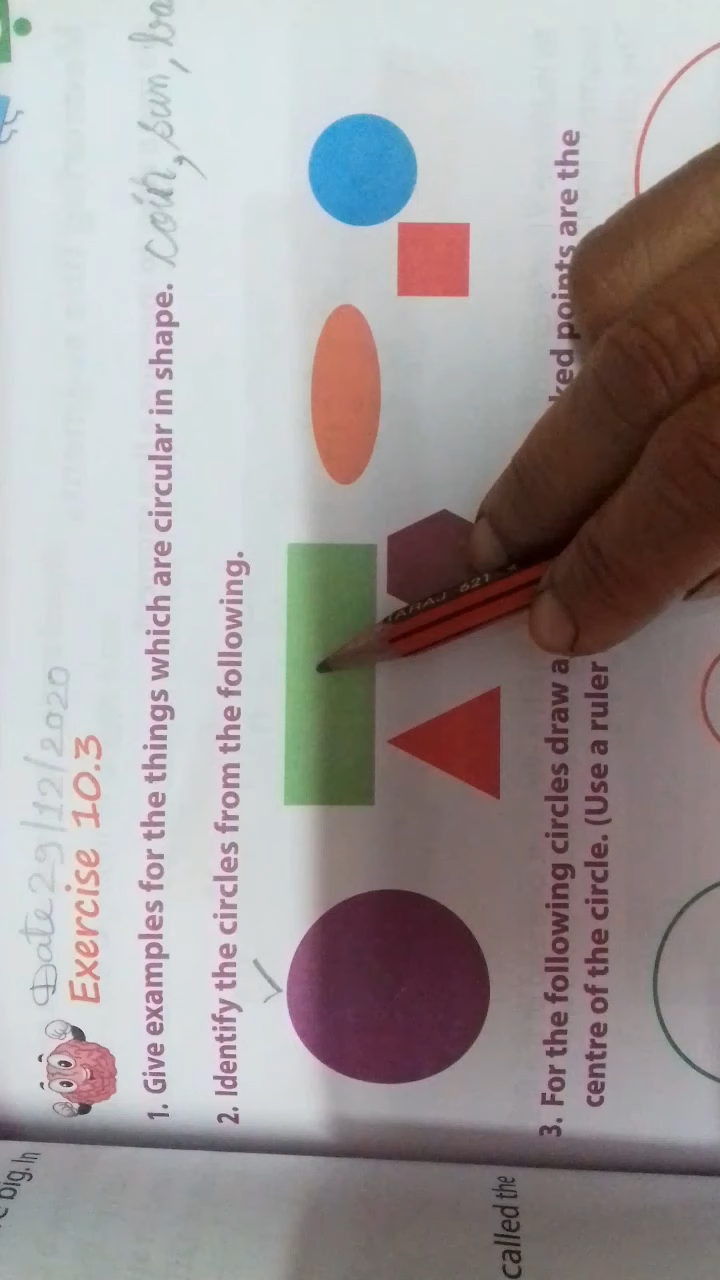 Date 29/12/2020
Exercise 10.3
1. Give examples for the things which are circular in shape. coin, sun, ba
2. Identify the circles from the following.
3. For the following circles draw a ked points are the
centre of the circle. (Use a ruler
big. In
called the
621